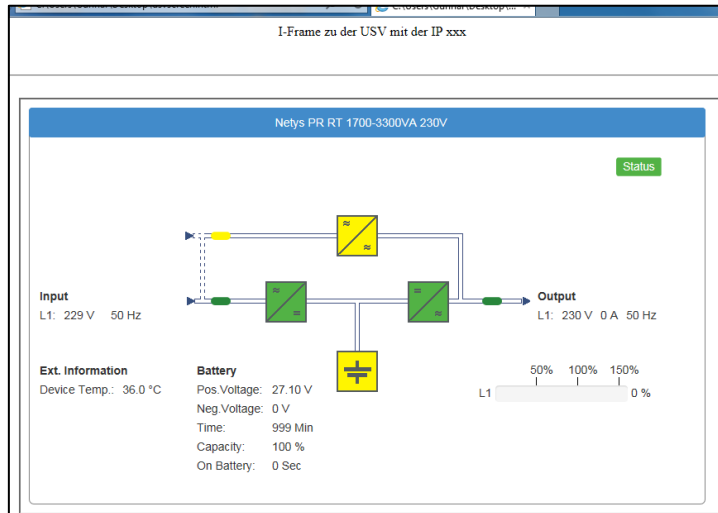 I-Frame zu der USV mit der IP xxx
Netys PR RT 1700-3300VA 230V
Status
Input
L1: 229 V 50 Hz
Output
L1: 230 V 0 A 50 Hz
Ext. Information
Device Temp.: 36.0 °C
Battery
Pos.Voltage: 27.10 V
Neg.Voltage: 0 V
Time: 999 Min
Capacity: 100 %
On Battery: 0 Sec
50% 100% 150%
L1 0 %